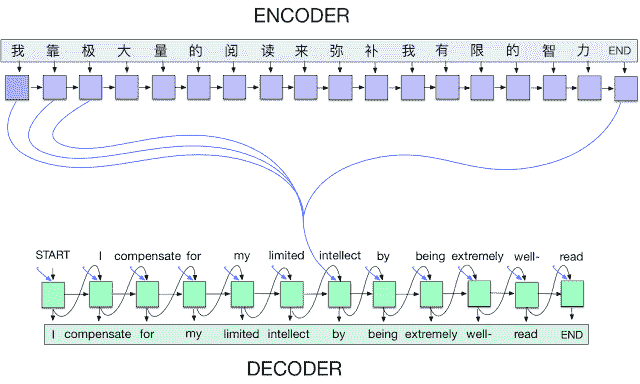 ENCODER
我 靠 极 大 量 的 阅 读 来 弥 补 我 有 限 的 智 力 END
START I compensate for my limited intellect by being extremely well- read
I compensate for my limited intellect by being extremely well- read END
DECODER